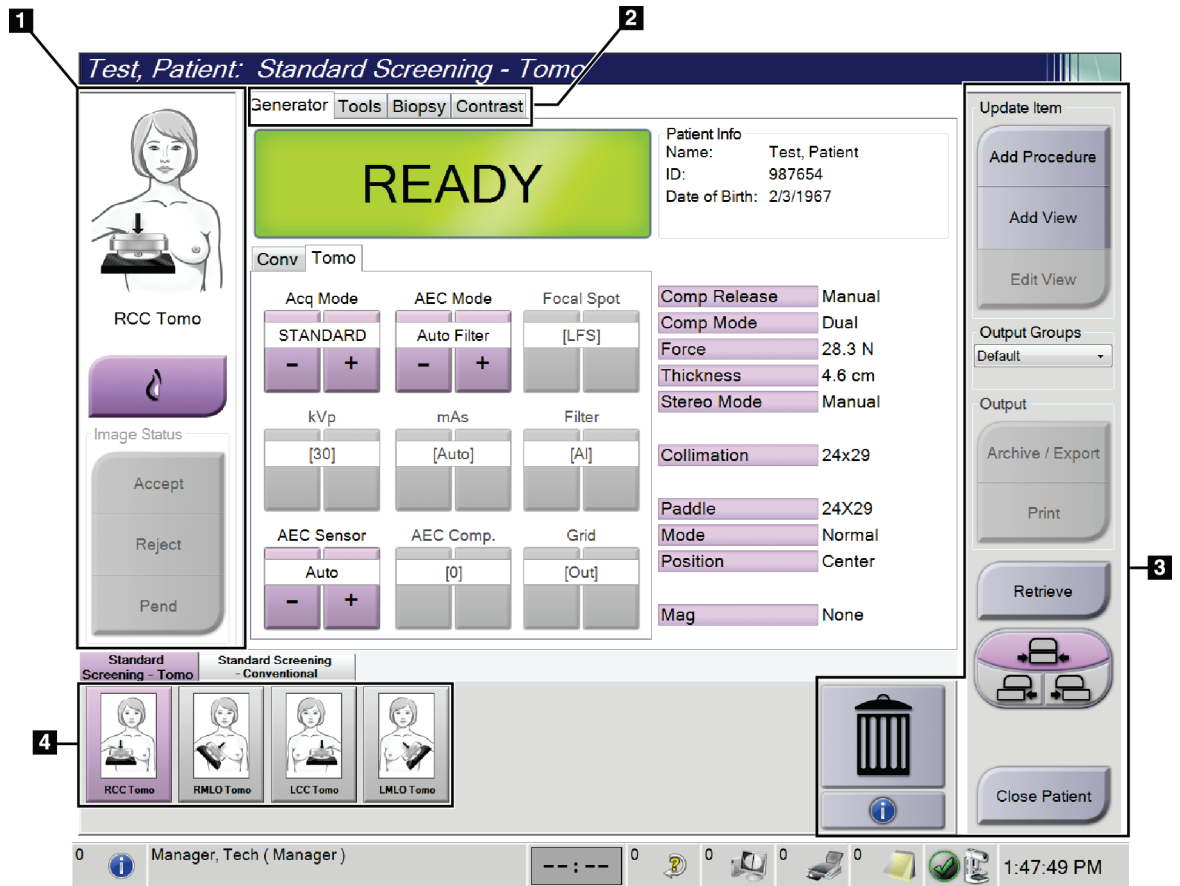 1
2
Test, Patient: Standard Screening - Tomo
Generator Tools Biopsy Contrast
READY
Patient Info
Name: Test, Patient
ID: 987654
Date of Birth: 2/3/1967
Update Item
Add Procedure
Add View
Edit View
Output Groups
Default
Output
Archive / Export
Print
Retrieve
Close Patient
3
RCC Tomo
Image Status
Accept
Reject
Pend
Conv Tomo
Acq Mode AEC Mode Focal Spot
STANDARD Auto Filter [LFS]
- + - +
kVp mAs Filter
[30] [Auto] [Al]
AEC Sensor AEC Comp. Grid
Auto [0] [Out]
- +
Comp Release Manual
Comp Mode Dual
Force 28.3 N
Thickness 4.6 cm
Stereo Mode Manual
Collimation 24x29
Paddle 24X29
Mode Normal
Position Center
Mag None
Standard
Screening - Tomo
Standard Screening
- Conventional
4
RCC Tomo RMLO Tomo LCC Tomo LMLO Tomo
0 Manager, Tech ( Manager ) --:-- 0 0 0 0 1:47:49 PM